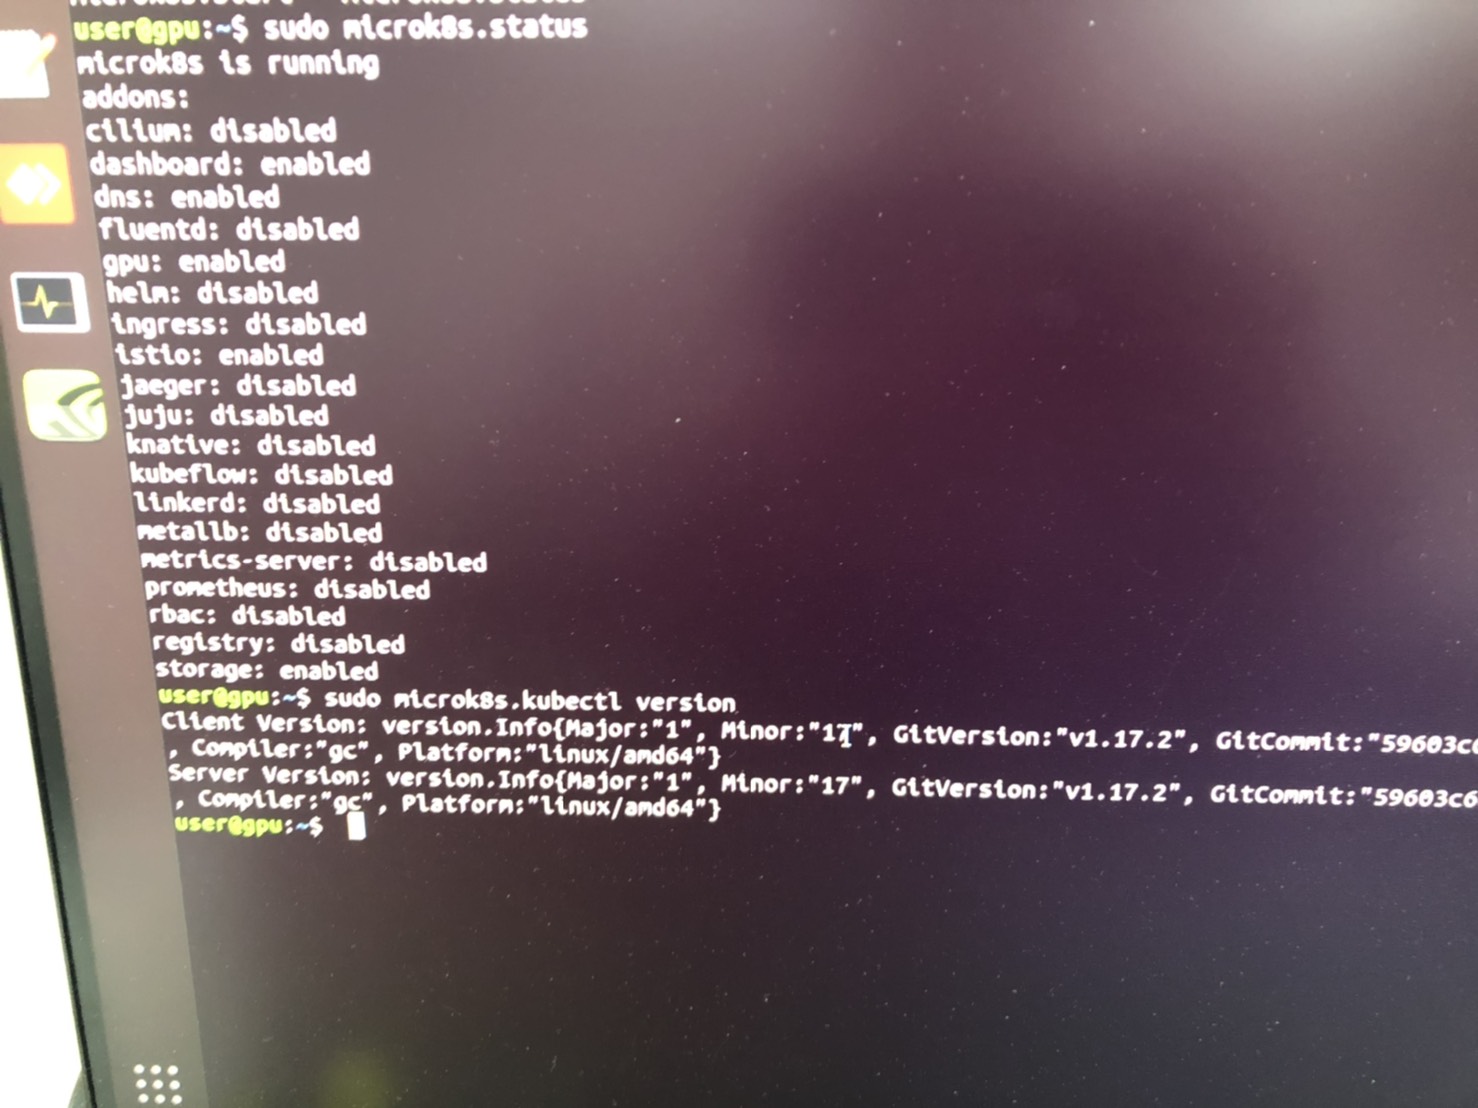 user@gpu:~$ sudo microk8s.status
microk8s is running
addons:
cilium: disabled
dashboard: enabled
dns: enabled
fluentd: disabled
gpu: enabled
helm: disabled
ingress: disabled
istio: enabled
jaeger: disabled
juju: disabled
knative: disabled
kubeflow: disabled
linkerd: disabled
metallb: disabled
metrics-server: disabled
prometheus: disabled
rbac: disabled
registry: disabled
storage: enabled
user@gpu:~$ sudo microk8s.kubectl version
Client Version: version.Info{Major:"1", Minor:"17", GitVersion:"v1.17.2", GitCommit:"59603c6
, Compiler:"gc", Platform:"linux/amd64"}
Server Version: version.Info{Major:"1", Minor:"17", GitVersion:"v1.17.2", GitCommit:"59603c6
, Compiler:"gc", Platform:"linux/amd64"}
user@gpu:~$